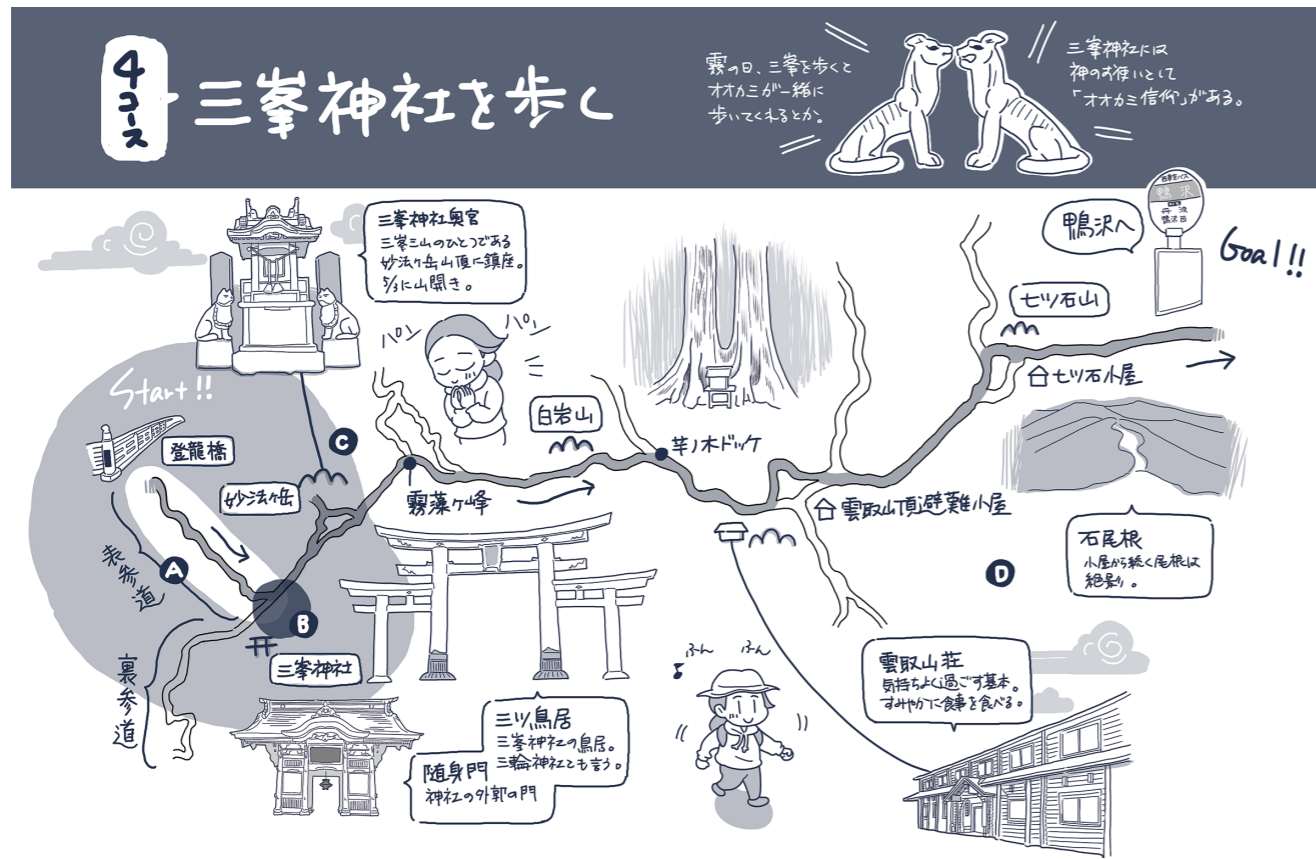 4コース
三峯神社を歩く
霧の日、三峯を歩くと
オオカミが一緒に
歩いてくれるとか。
三峯神社には
神のお使いとして
「オオカミ信仰」がある。
三峯神社奥宮
三峯三山のひとつである
妙法ヶ岳山頂に鎮座。
5/3に山開き。
パン
パン
Start!!
登龍橋
妙法ヶ岳
C
表参道
A
B
裏参道
三峯神社
霧藻ヶ峰
白岩山
芋ノ木ドッケ
雲取山頂避難小屋
七ツ石山
七ツ石小屋
鴨沢へ
鴨沢
丹波
Goal!!
石尾根
小屋から続く尾根は
絶景。
D
三ツ鳥居
三峯神社の鳥居。
三輪神社とも言う。
随身門
神社の外郭の門
ふん ふん
雲取山荘
気持ちよく過ごす基本。
すみやかに食事を食べる。